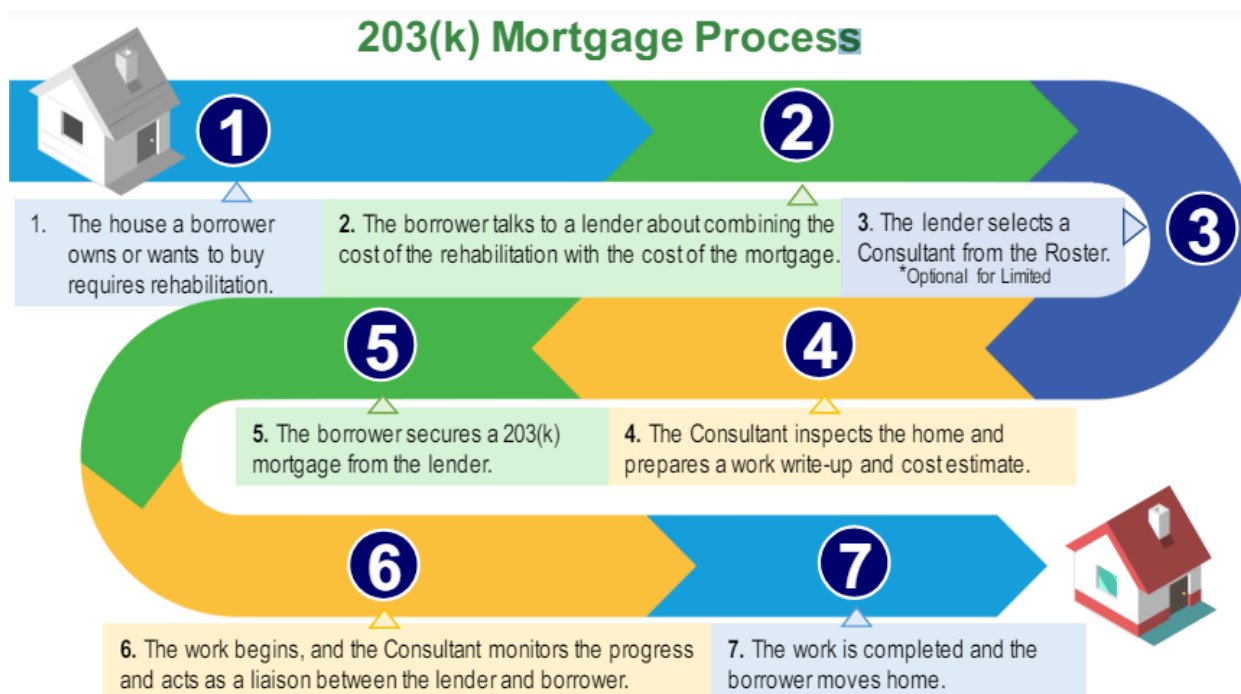 203(k) Mortgage Process
1
2
3
1. The house a borrower
owns or wants to buy
requires rehabilitation.
2. The borrower talks to a lender about combining the
cost of the rehabilitation with the cost of the mortgage.
3. The lender selects a
Consultant from the Roster.
*Optional for Limited
5
4
5. The borrower secures a 203(k)
mortgage from the lender.
4. The Consultant inspects the home and
prepares a work write-up and cost estimate.
6
7
6. The work begins, and the Consultant monitors the progress
and acts as a liaison between the lender and borrower.
7. The work is completed and the
borrower moves home.